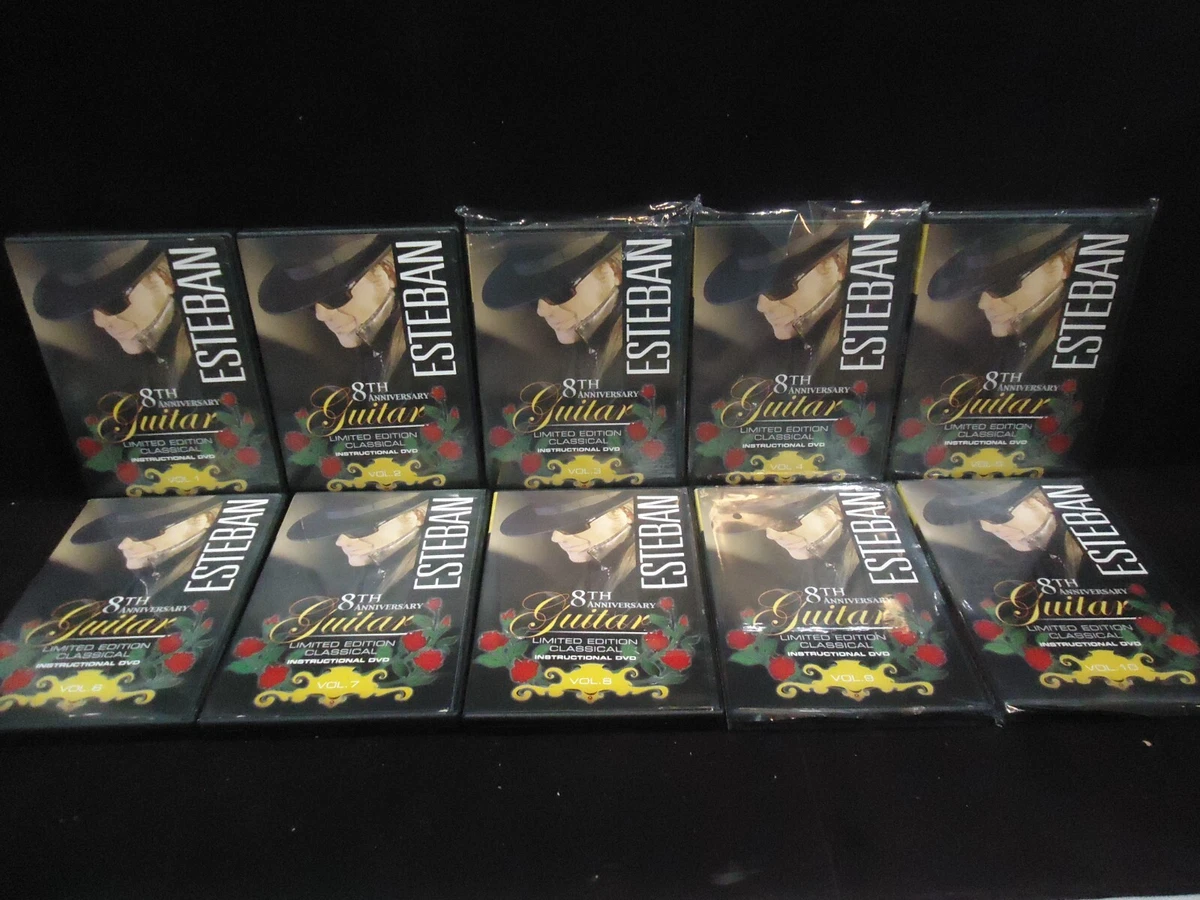 ESTEBAN
8TH
ANNIVERSARY
Guitar
LIMITED EDITION
CLASSICAL
INSTRUCTIONAL DVD
VOL.1
ESTEBAN
8TH
ANNIVERSARY
Guitar
LIMITED EDITION
CLASSICAL
INSTRUCTIONAL DVD
VOL.2
ESTEBAN
8TH
ANNIVERSARY
Guitar
LIMITED EDITION
CLASSICAL
INSTRUCTIONAL DVD
VOL.3
ESTEBAN
8TH
ANNIVERSARY
Guitar
LIMITED EDITION
CLASSICAL
INSTRUCTIONAL DVD
VOL.4
ESTEBAN
8TH
ANNIVERSARY
Guitar
LIMITED EDITION
CLASSICAL
INSTRUCTIONAL DVD
ESTEBAN
8TH
ANNIVERSARY
Guitar
LIMITED EDITION
CLASSICAL
INSTRUCTIONAL DVD
VOL.6
ESTEBAN
8TH
ANNIVERSARY
Guitar
LIMITED EDITION
CLASSICAL
INSTRUCTIONAL DVD
VOL.7
ESTEBAN
8TH
ANNIVERSARY
Guitar
LIMITED EDITION
CLASSICAL
INSTRUCTIONAL DVD
VOL.8
ESTEBAN
8TH
ANNIVERSARY
Guitar
LIMITED EDITION
CLASSICAL
INSTRUCTIONAL DVD
VOL.9
ESTEBAN
8TH
ANNIVERSARY
Guitar
LIMITED EDITION
CLASSICAL
INSTRUCTIONAL DVD
VOL.10